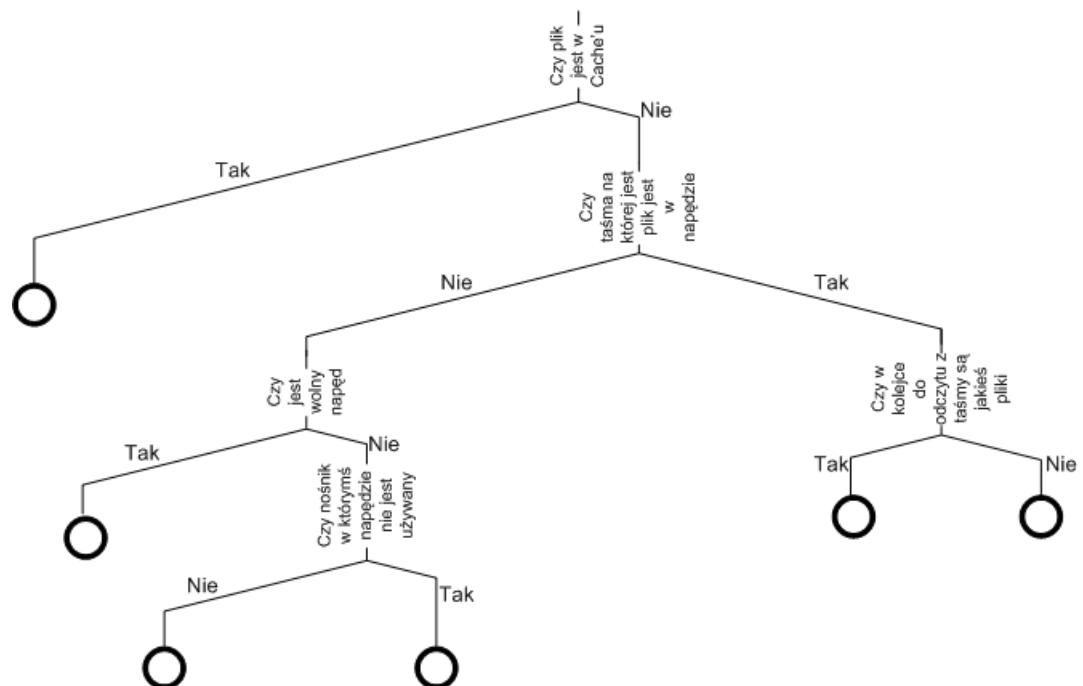 Czy plik
jest w
Cache'u
Nie
Tak
Czy
taśma na
której jest
plik jest
w
napędzie
Nie
Tak
Czy
jest
wolny
napęd
Czy w
kolejce
do
odczytu z
taśmy są
jakieś
pliki
Tak
Nie
Tak
Nie
Czy nośnik
w którymś
napędzie
nie jest
używany
Nie
Tak